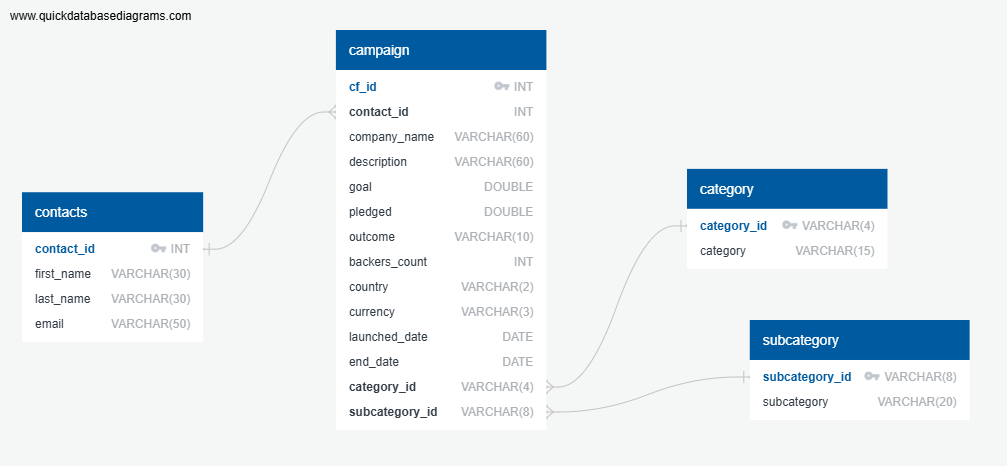 www.quickdatabasediagrams.com
campaign
cf_id INT
contact_id INT
company_name VARCHAR(60)
description VARCHAR(60)
goal DOUBLE
pledged DOUBLE
outcome VARCHAR(10)
backers_count INT
country VARCHAR(2)
currency VARCHAR(3)
launched_date DATE
end_date DATE
category_id VARCHAR(4)
subcategory_id VARCHAR(8)
contacts
contact_id INT
first_name VARCHAR(30)
last_name VARCHAR(30)
email VARCHAR(50)
category
category_id VARCHAR(4)
category VARCHAR(15)
subcategory
subcategory_id VARCHAR(8)
subcategory VARCHAR(20)